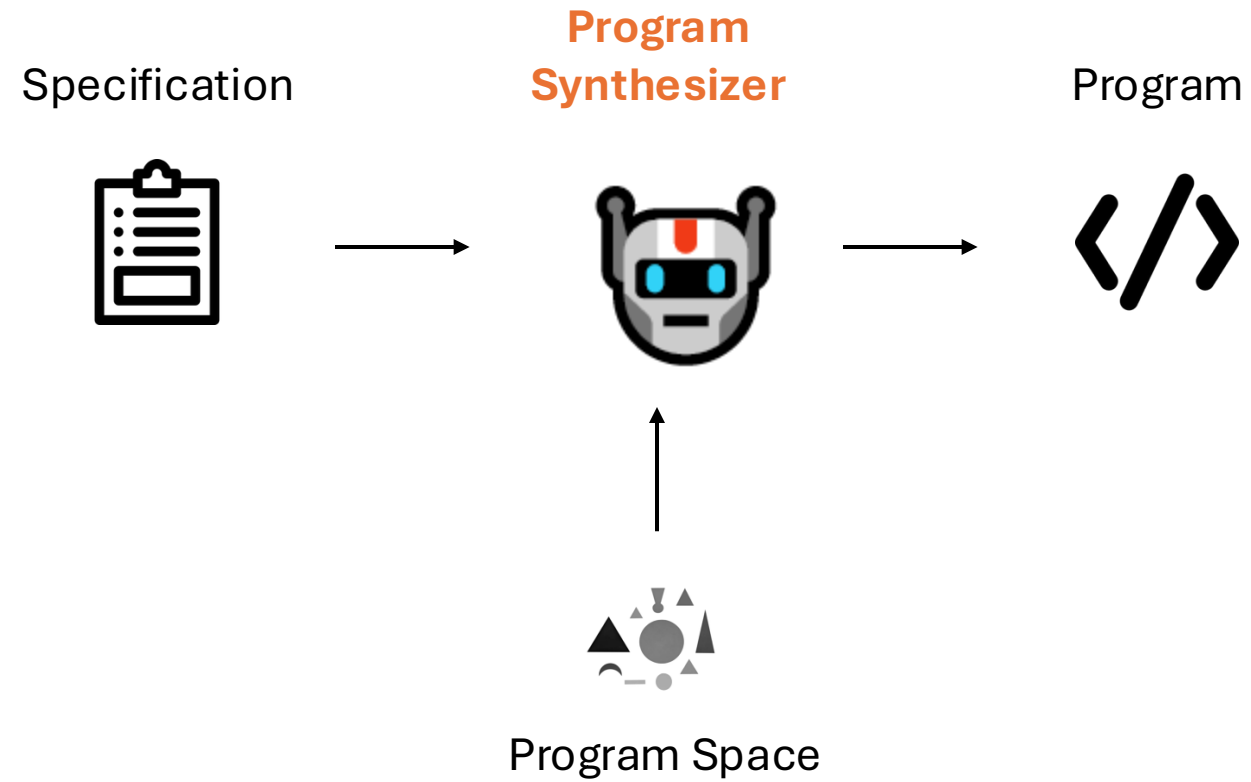 Specification
Program
Synthesizer
Program
Program Space